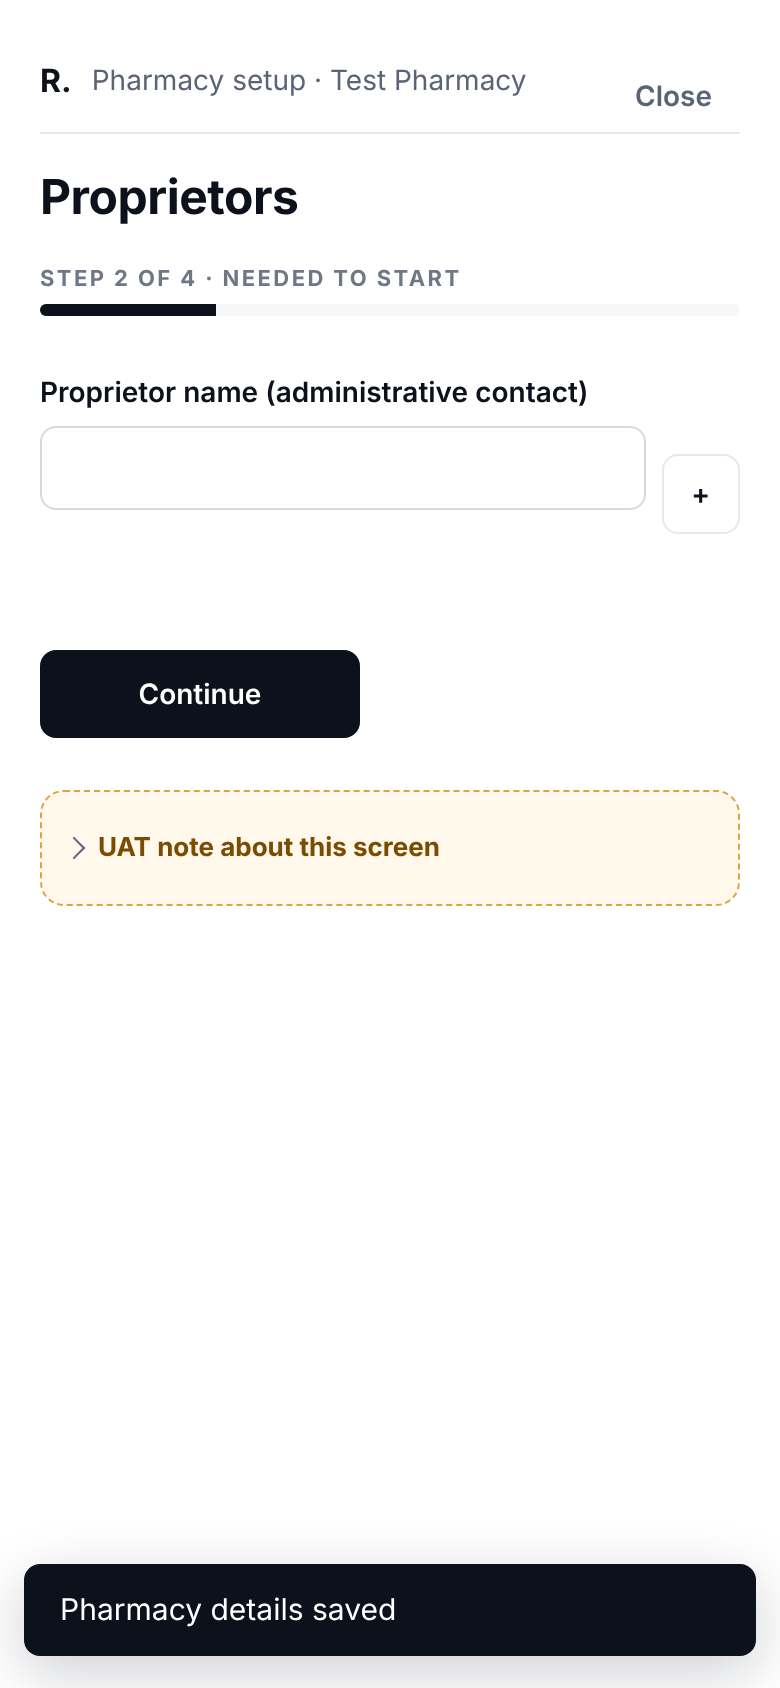 R. Pharmacy setup · Test Pharmacy
Close
Proprietors
STEP 2 OF 4 · NEEDED TO START
Proprietor name (administrative contact)
+
Continue
UAT note about this screen
Pharmacy details saved